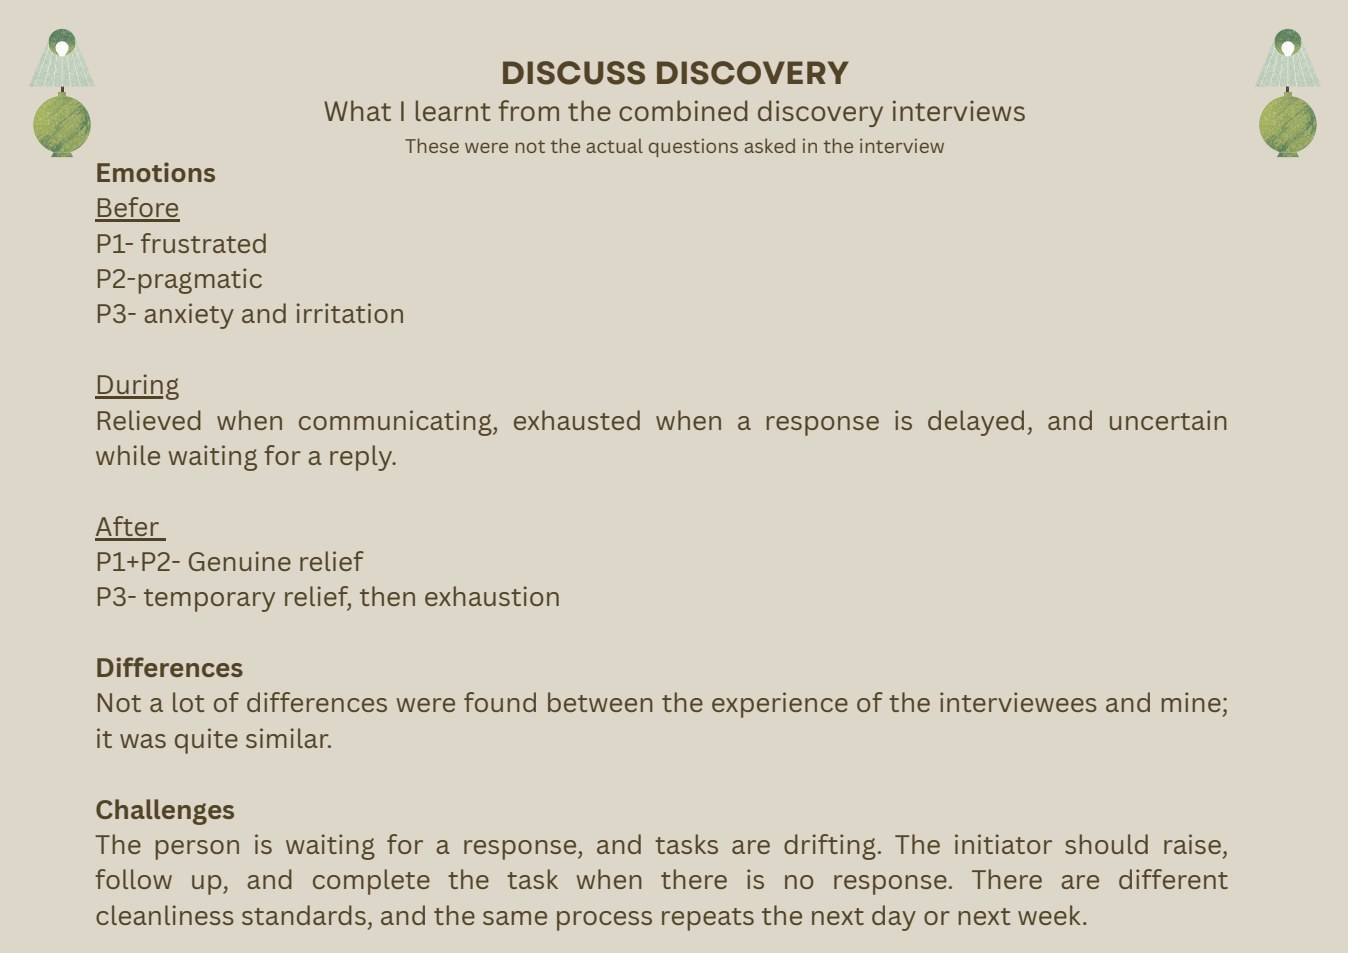 DISCUSS DISCOVERY
What I learnt from the combined discovery interviews
These were not the actual questions asked in the interview
Emotions
Before
P1- frustrated
P2-pragmatic
P3- anxiety and irritation
During
Relieved when communicating, exhausted when a response is delayed, and uncertain
while waiting for a reply.
After
P1+P2- Genuine relief
P3- temporary relief, then exhaustion
Differences
Not a lot of differences were found between the experience of the interviewees and mine;
it was quite similar.
Challenges
The person is waiting for a response, and tasks are drifting. The initiator should raise,
follow up, and complete the task when there is no response. There are different
cleanliness standards, and the same process repeats the next day or next week.